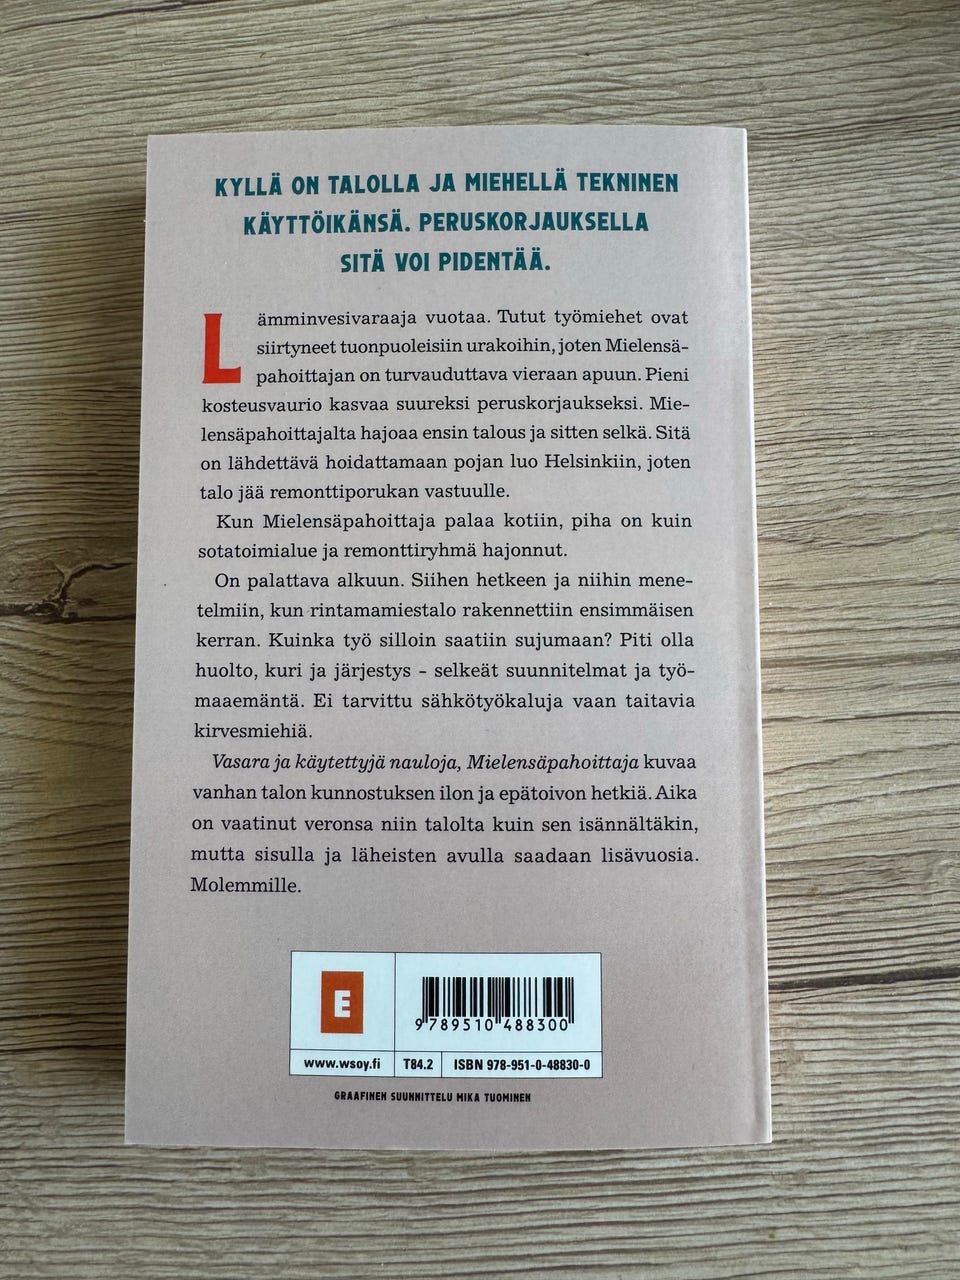 KYLLÄ ON TALOLLA JA MIEHELLÄ TEKNINEN
KÄYTTÖIKÄNSÄ. PERUSKORJAUKSELLA
SITÄ VOI PIDENTÄÄ.
Lämminvesivaraaja vuotaa. Tutut työmiehet ovat
siirtyneet tuonpuoleisiin urakoihin, joten Mielensä-
pahoittajan on turvauduttava vieraan apuun. Pieni
kosteusvaurio kasvaa suureksi peruskorjaukseksi. Mie-
lensäpahoittajalta hajoaa ensin talous ja sitten selkä. Sitä
on lähdettävä hoidattamaan pojan luo Helsinkiin, joten
talo jää remonttiporukan vastuulle.
Kun Mielensäpahoittaja palaa kotiin, piha on kuin
sotatoimialue ja remonttiryhmä hajonnut.
On palattava alkuun. Siihen hetkeen ja niihin mene-
telmiin, kun rintamamiestalo rakennettiin ensimmäisen
kerran. Kuinka työ silloin saatiin sujumaan? Piti olla
huolto, kuri ja järjestys – selkeät suunnitelmat ja työ-
maaemäntä. Ei tarvittu sähkötyökaluja vaan taitavia
kirvesmiehiä.
Vasara ja käytettyjä nauloja, Mielensäpahoittaja kuvaa
vanhan talon kunnostuksen ilon ja epätoivon hetkiä. Aika
on vaatinut veronsa niin talolta kuin sen isännältäkin,
mutta sisulla ja läheisten avulla saadaan lisävuosia.
Molemmille.
E
9 789510 488300
www.wsoy.fi
T84.2
ISBN 978-951-0-48830-0
GRAAFINEN SUUNNITTELU MIKA TUOMINEN